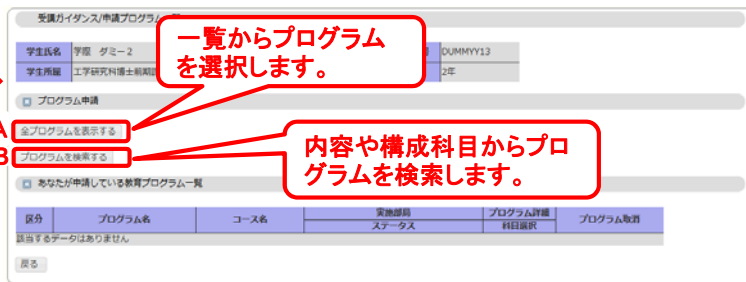 受講ガイダンス/申請プログラム一覧
一覧からプログラム
を選択します。
学生氏名 学際 ダミー2 DUMMYY13
学生所属 工学研究科博士前期課 2年
プログラム申請
A 全プログラムを表示する
B プログラムを検索する
内容や構成科目からプロ
グラムを検索します。
あなたが申請している教育プログラム一覧
区分 プログラム名 コース名 実施部局 プログラム詳細 プログラム取消
ステータス 科目選択
該当するデータはありません
戻る